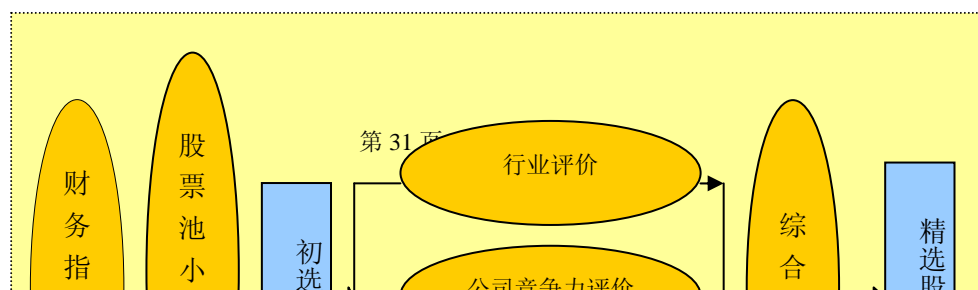 财务指
股票池小
初选
第 31 页
行业评价
公司竞争力评价
综合
精选股